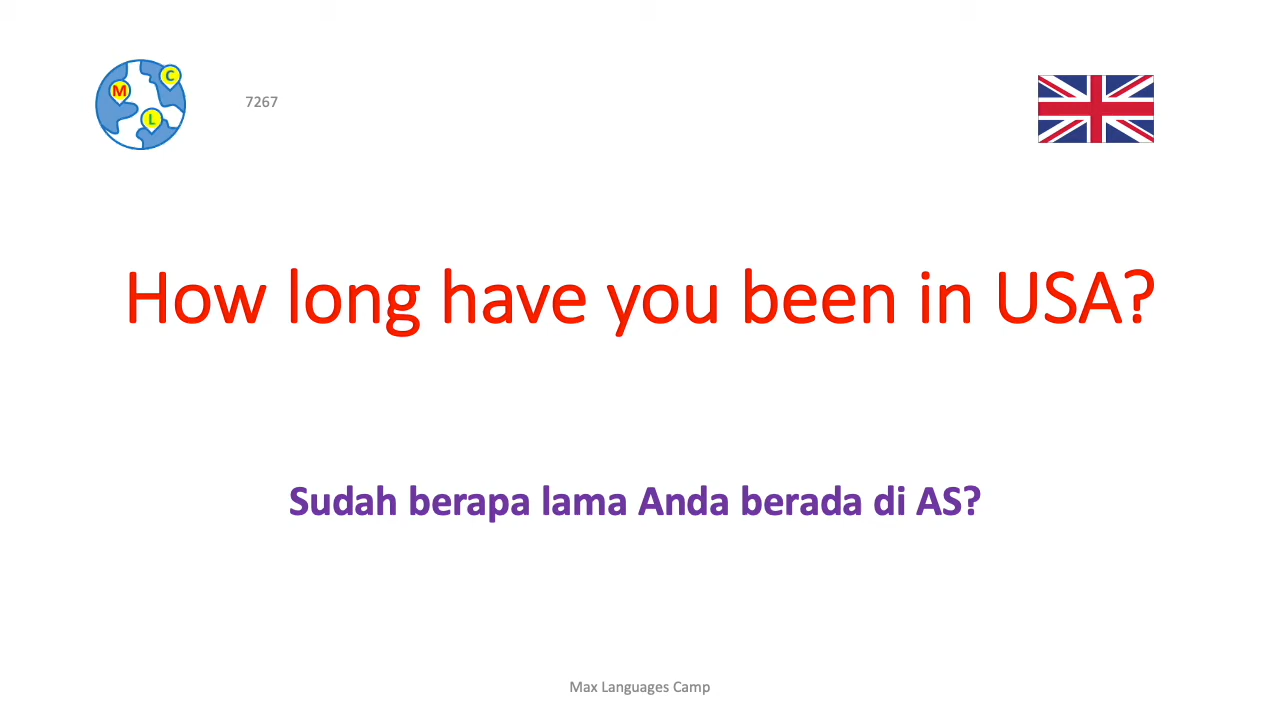 M
C
L
7267
How long have you been in USA?
Sudah berapa lama Anda berada di AS?
Max Languages Camp